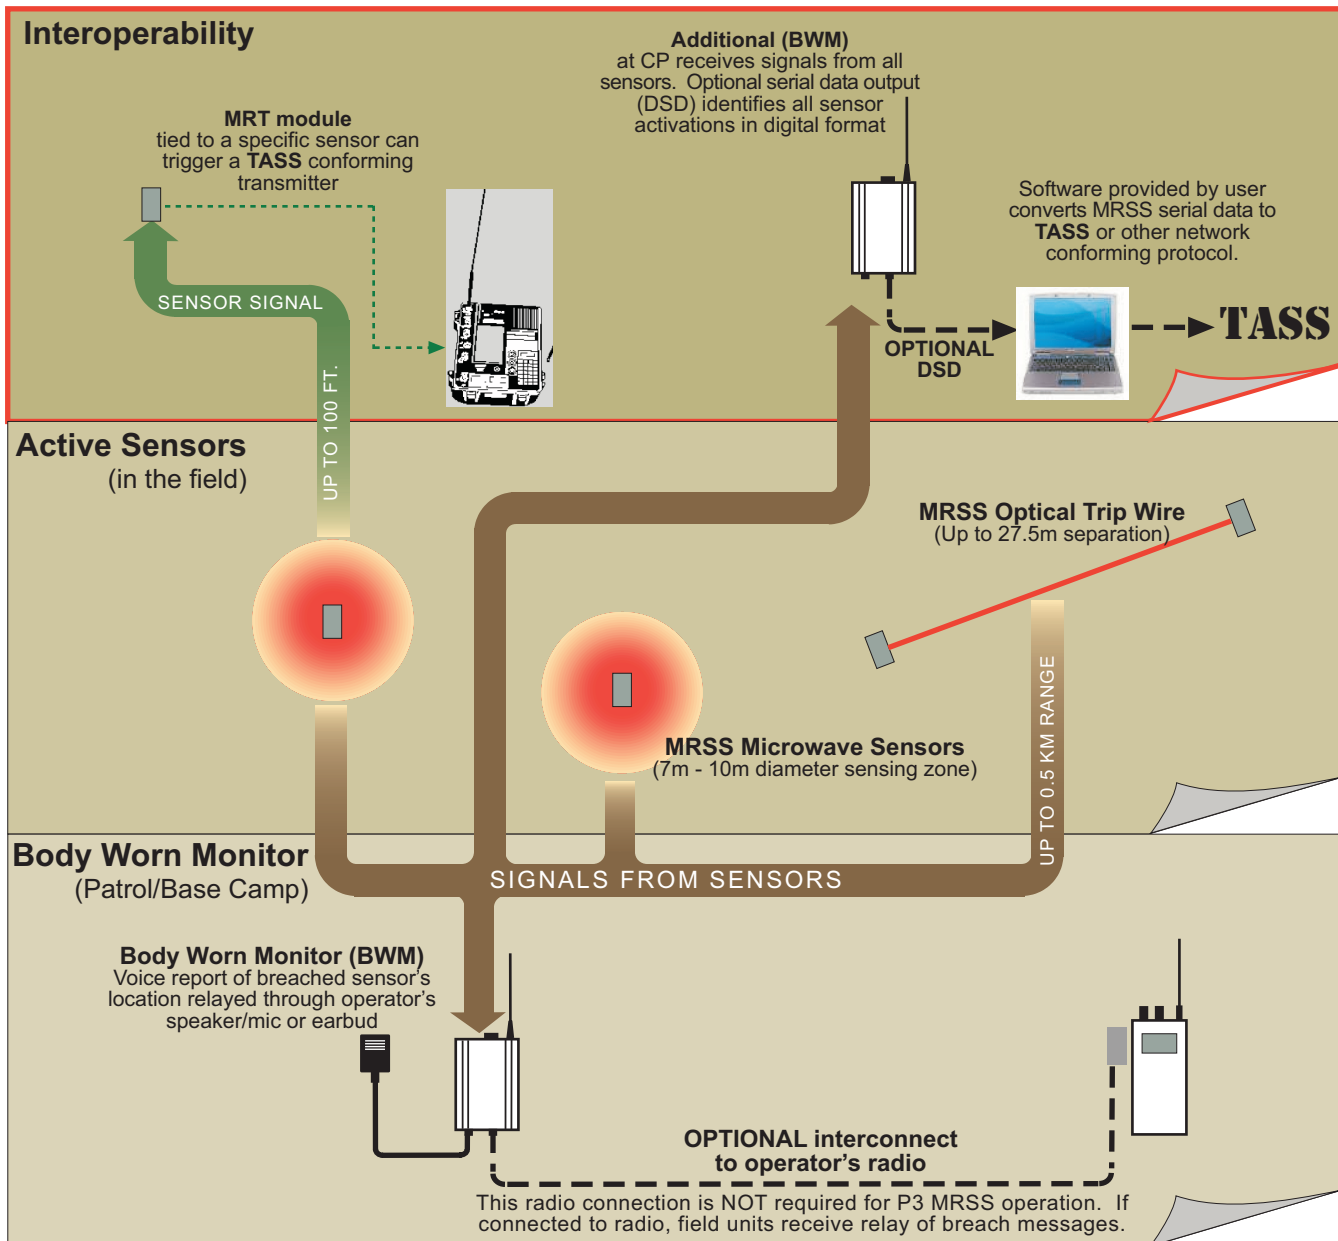 Interoperability
Additional (BWM)
at CP receives signals from all
sensors. Optional serial data output
(DSD) identifies all sensor
activations in digital format
MRT module
tied to a specific sensor can
trigger a TASS conforming
transmitter
Software provided by user
converts MRSS serial data to
TASS or other network
conforming protocol.
SENSOR SIGNAL
UP TO 100 FT.
OPTIONAL
DSD
TASS
Active Sensors
(in the field)
MRSS Optical Trip Wire
(Up to 27.5m separation)
MRSS Microwave Sensors
(7m - 10m diameter sensing zone)
UP TO 0.5 KM RANGE
Body Worn Monitor
(Patrol/Base Camp)
SIGNALS FROM SENSORS
Body Worn Monitor (BWM)
Voice report of breached sensor's
location relayed through operator's
speaker/mic or earbud
OPTIONAL interconnect
to operator's radio
This radio connection is NOT required for P3 MRSS operation. If
connected to radio, field units receive relay of breach messages.